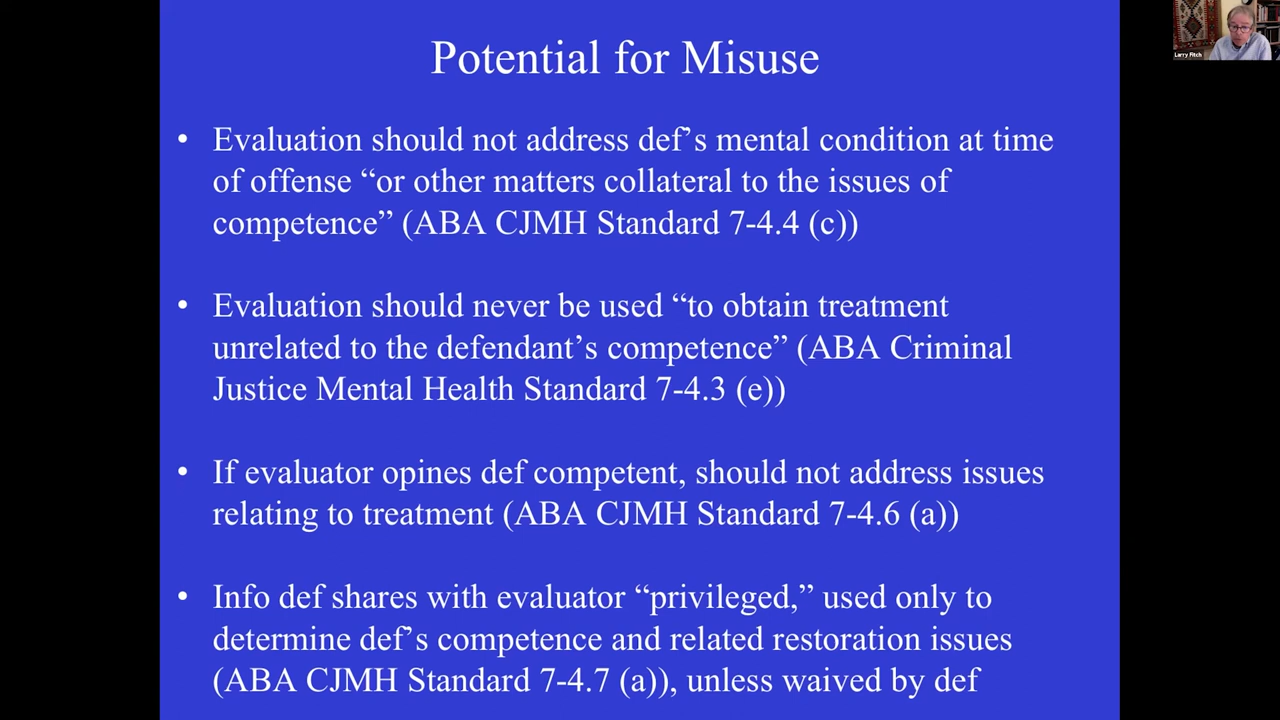 Potential for Misuse
• Evaluation should not address def’s mental condition at time
of offense “or other matters collateral to the issues of
competence” (ABA CJMH Standard 7-4.4 (c))
• Evaluation should never be used “to obtain treatment
unrelated to the defendant’s competence” (ABA Criminal
Justice Mental Health Standard 7-4.3 (e))
• If evaluator opines def competent, should not address issues
relating to treatment (ABA CJMH Standard 7-4.6 (a))
• Info def shares with evaluator “privileged,” used only to
determine def’s competence and related restoration issues
(ABA CJMH Standard 7-4.7 (a)), unless waived by def
Larry Fitch